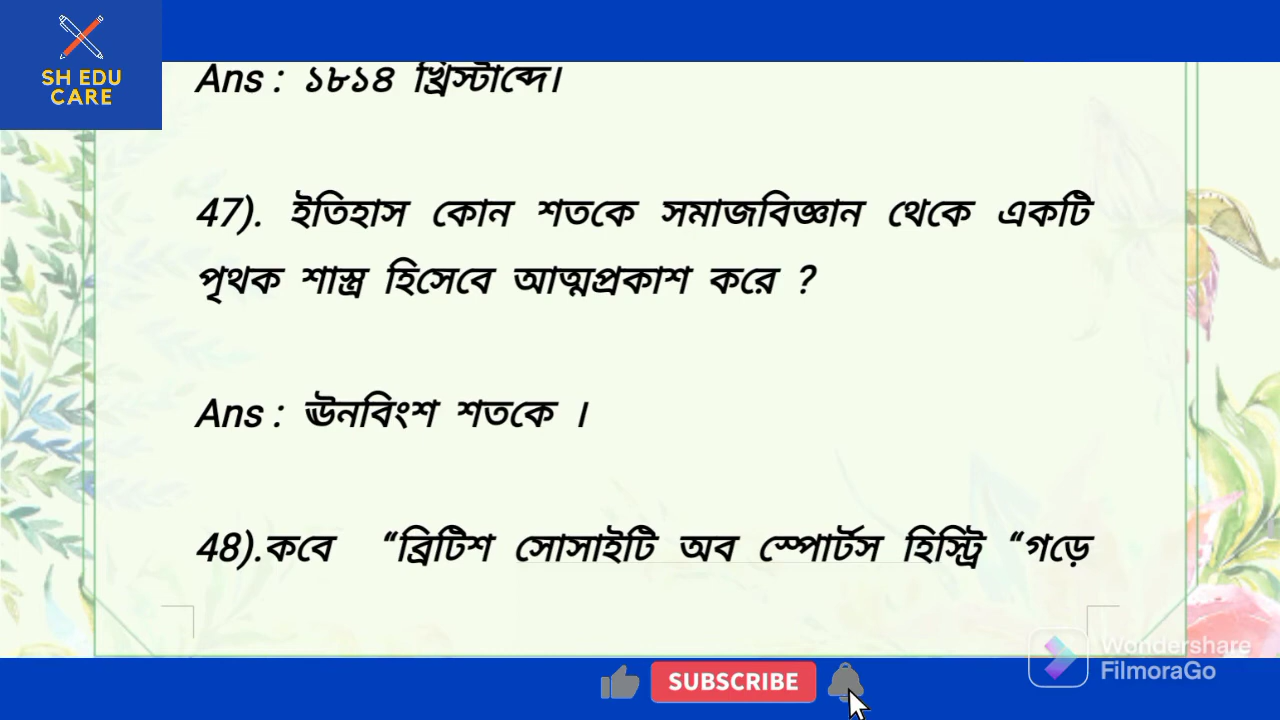 SH EDU
CARE
Ans : ১৮১৪ খ্রিস্টাব্দে।
47). ইতিহাস কোন শতকে সমাজবিজ্ঞান থেকে একটি
পৃথক শাস্ত্র হিসেবে আত্মপ্রকাশ করে ?
Ans : ঊনবিংশ শতকে ।
48).কবে “ব্রিটিশ সোসাইটি অব স্পোর্টস হিস্ট্রি “গড়ে
Wondershare
FilmoraGo
SUBSCRIBE